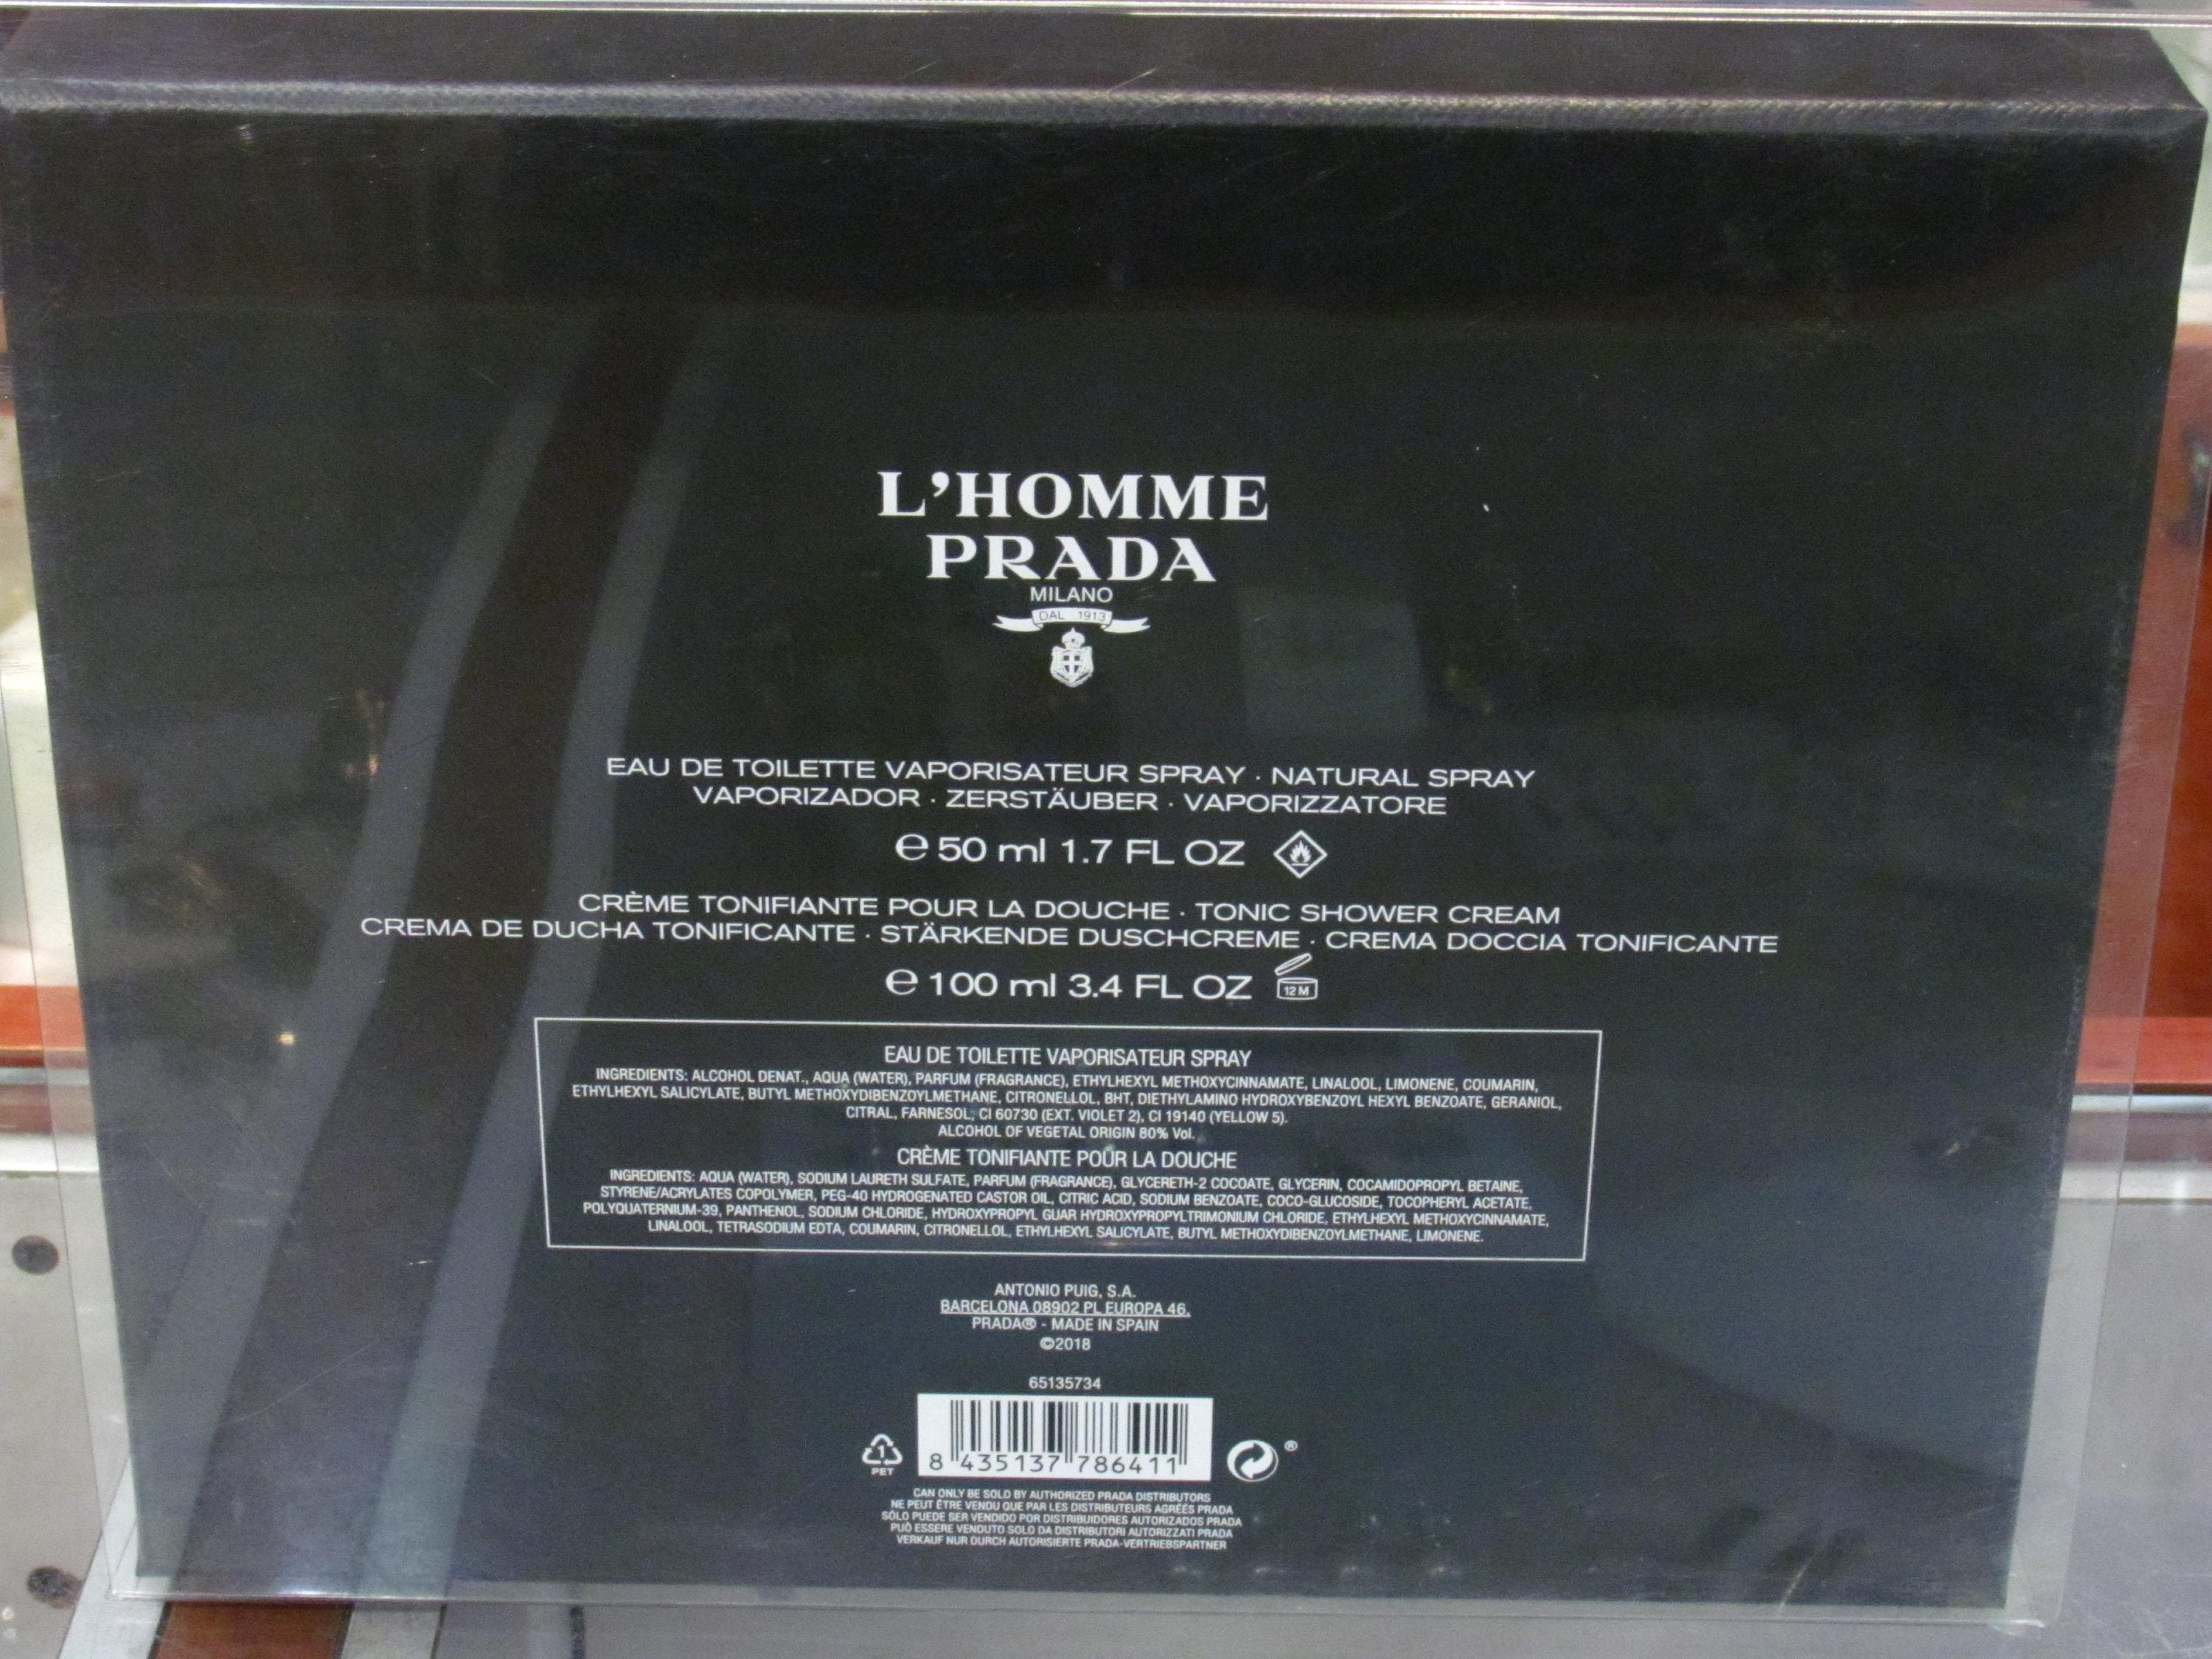 L'HOMME
PRADA
MILANO
DAL 1913
EAU DE TOILETTE VAPORISATEUR SPRAY · NATURAL SPRAY
VAPORIZADOR · ZERSTÄUBER · VAPORIZZATORE
℮ 50 ml 1.7 FL OZ
CRÈME TONIFIANTE POUR LA DOUCHE · TONIC SHOWER CREAM
CREMA DE DUCHA TONIFICANTE · STÄRKENDE DUSCHCREME · CREMA DOCCIA TONIFICANTE
℮ 100 ml 3.4 FL OZ 12 M
EAU DE TOILETTE VAPORISATEUR SPRAY
INGREDIENTS: ALCOHOL DENAT., AQUA (WATER), PARFUM (FRAGRANCE), ETHYLHEXYL METHOXYCINNAMATE, LINALOOL, LIMONENE, COUMARIN,
ETHYLHEXYL SALICYLATE, BUTYL METHOXYDIBENZOYLMETHANE, CITRONELLOL, BHT, DIETHYLAMINO HYDROXYBENZOYL HEXYL BENZOATE, GERANIOL,
CITRAL, FARNESOL, CI 60730 (EXT. VIOLET 2), CI 19140 (YELLOW 5).
ALCOHOL OF VEGETAL ORIGIN 80% Vol.
CRÈME TONIFIANTE POUR LA DOUCHE
INGREDIENTS: AQUA (WATER), SODIUM LAURETH SULFATE, PARFUM (FRAGRANCE), GLYCERETH-2 COCOATE, GLYCERIN, COCAMIDOPROPYL BETAINE,
STYRENE/ACRYLATES COPOLYMER, PEG-40 HYDROGENATED CASTOR OIL, CITRIC ACID, SODIUM BENZOATE, COCO-GLUCOSIDE, TOCOPHERYL ACETATE,
POLYQUATERNIUM-39, PANTHENOL, SODIUM CHLORIDE, HYDROXYPROPYL GUAR HYDROXYPROPYLTRIMONIUM CHLORIDE, ETHYLHEXYL METHOXYCINNAMATE,
LINALOOL, TETRASODIUM EDTA, COUMARIN, CITRONELLOL, ETHYLHEXYL SALICYLATE, BUTYL METHOXYDIBENZOYLMETHANE, LIMONENE.
ANTONIO PUIG, S.A.
BARCELONA 08902 PL EUROPA 46.
PRADA® - MADE IN SPAIN
©2018
65135734
1
PET
8 435137 786411
®
CAN ONLY BE SOLD BY AUTHORIZED PRADA DISTRIBUTORS
NE PEUT ÊTRE VENDU QUE PAR LES DISTRIBUTEURS AGRÉÉS PRADA
SÓLO PUEDE SER VENDIDO POR DISTRIBUIDORES AUTORIZADOS PRADA
PUÒ ESSERE VENDUTO SOLO DA DISTRIBUTORI AUTORIZZATI PRADA
VERKAUF NUR DURCH AUTORISIERTE PRADA-VERTRIEBSPARTNER